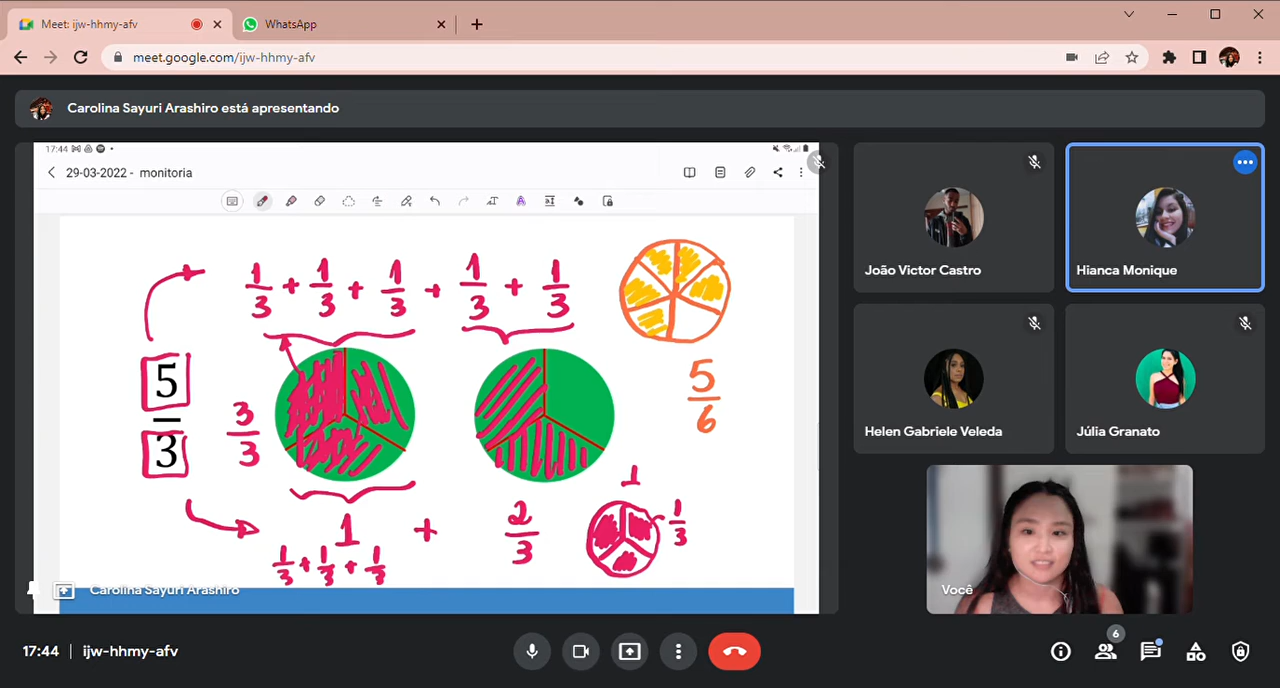 Meet: ijw-hhmy-afv
WhatsApp
meet.google.com/ijw-hhmy-afv
Carolina Sayuri Arashiro está apresentando
17:44
29-03-2022 - monitoria
1/3 + 1/3 + 1/3 + 1/3 + 1/3
5/3
3/3
5/6
1
1/3
1 + 2/3
1/3 + 1/3 + 1/3
Carolina Sayuri Arashiro
João Victor Castro
Hianca Monique
Helen Gabriele Veleda
Júlia Granato
Você
17:44 | ijw-hhmy-afv
6